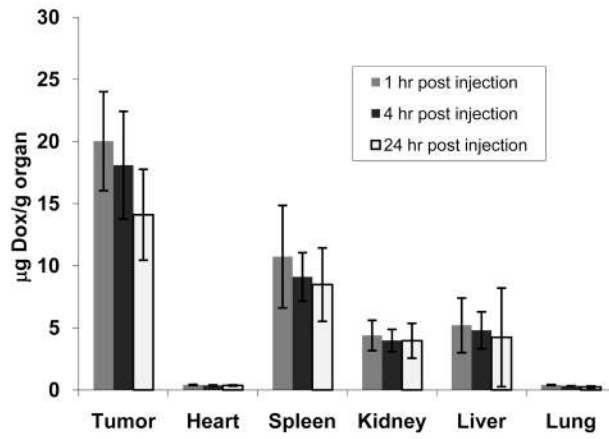 30
25
20
15
10
5
0
µg Dox/g organ
1 hr post injection
4 hr post injection
24 hr post injection
Tumor Heart Spleen Kidney Liver Lung